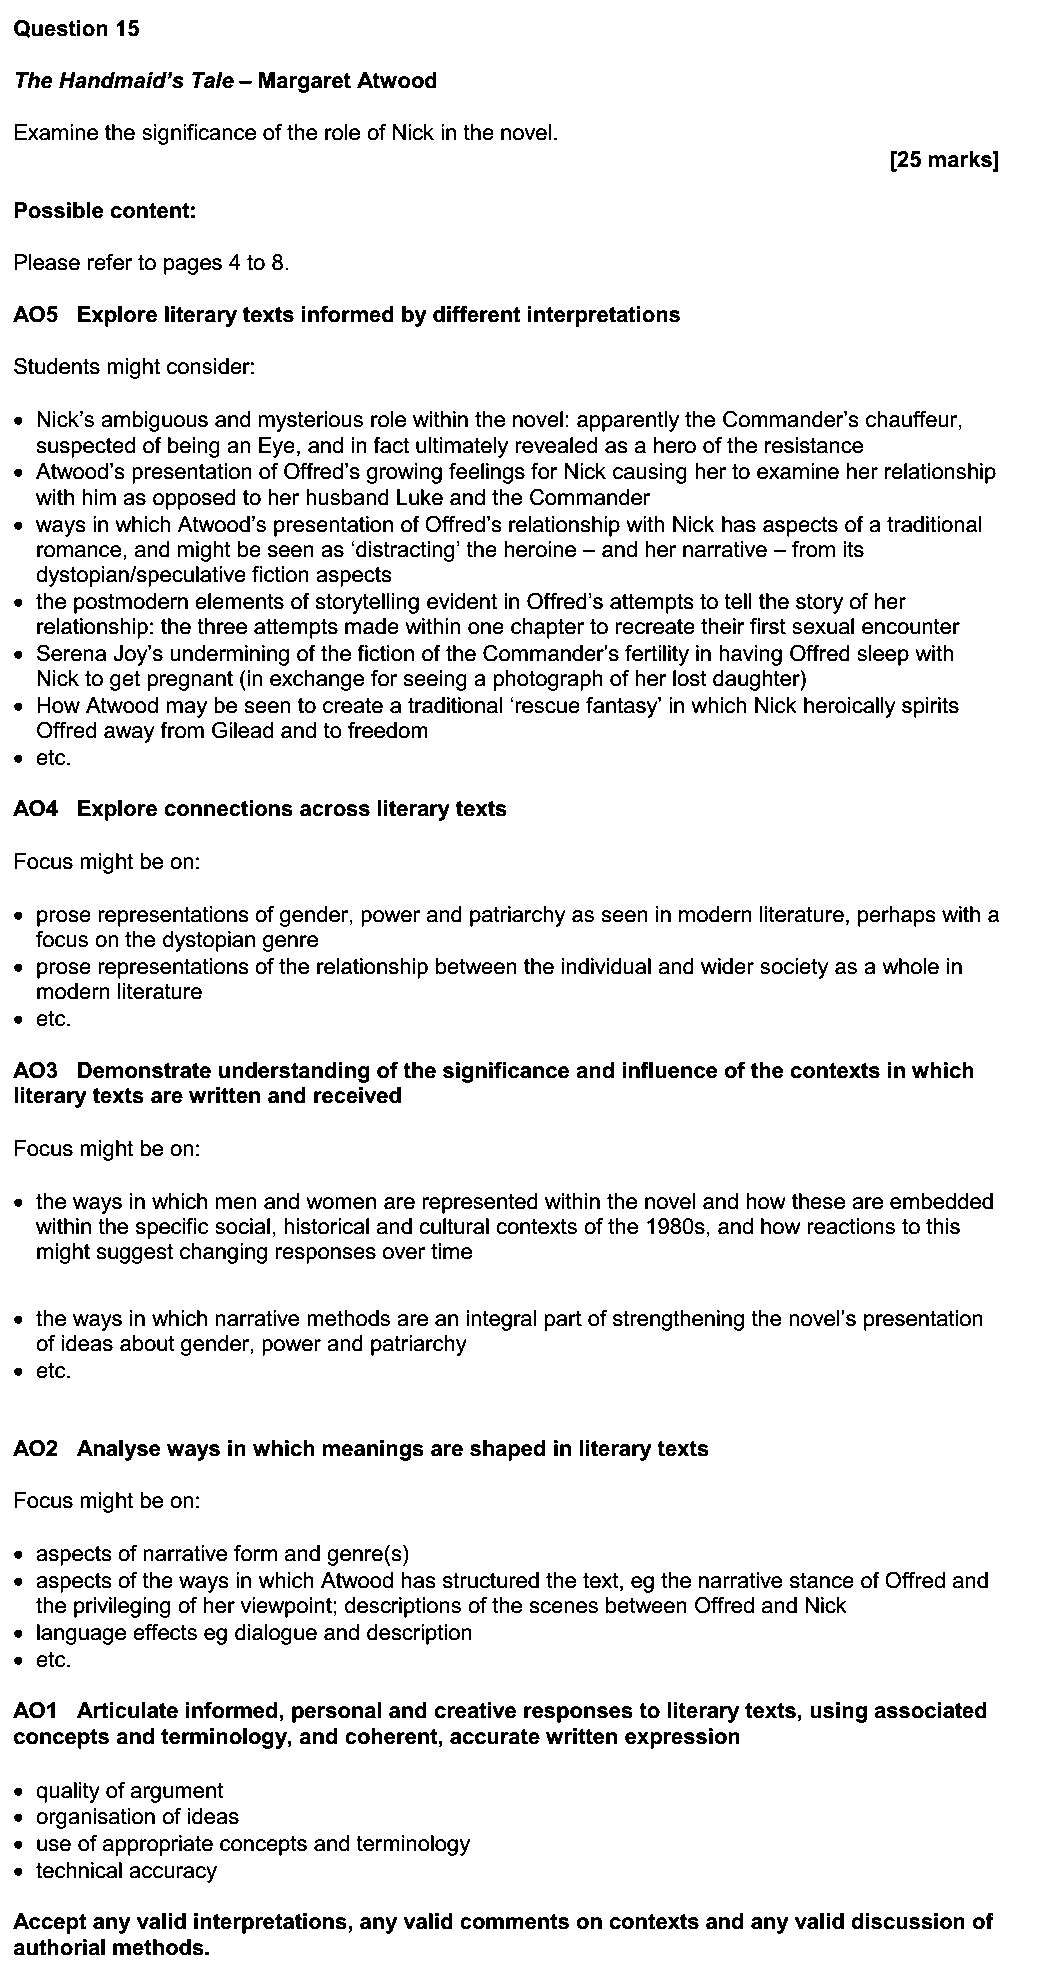 Question 15
The Handmaid's Tale – Margaret Atwood
Examine the significance of the role of Nick in the novel.
[25 marks]
Possible content:
Please refer to pages 4 to 8.
AO5 Explore literary texts informed by different interpretations
Students might consider:
• Nick's ambiguous and mysterious role within the novel: apparently the Commander's chauffeur,
suspected of being an Eye, and in fact ultimately revealed as a hero of the resistance
• Atwood's presentation of Offred's growing feelings for Nick causing her to examine her relationship
with him as opposed to her husband Luke and the Commander
• ways in which Atwood's presentation of Offred's relationship with Nick has aspects of a traditional
romance, and might be seen as 'distracting' the heroine – and her narrative – from its
dystopian/speculative fiction aspects
• the postmodern elements of storytelling evident in Offred's attempts to tell the story of her
relationship: the three attempts made within one chapter to recreate their first sexual encounter
• Serena Joy's undermining of the fiction of the Commander's fertility in having Offred sleep with
Nick to get pregnant (in exchange for seeing a photograph of her lost daughter)
• How Atwood may be seen to create a traditional 'rescue fantasy' in which Nick heroically spirits
Offred away from Gilead and to freedom
• etc.
AO4 Explore connections across literary texts
Focus might be on:
• prose representations of gender, power and patriarchy as seen in modern literature, perhaps with a
focus on the dystopian genre
• prose representations of the relationship between the individual and wider society as a whole in
modern literature
• etc.
AO3 Demonstrate understanding of the significance and influence of the contexts in which
literary texts are written and received
Focus might be on:
• the ways in which men and women are represented within the novel and how these are embedded
within the specific social, historical and cultural contexts of the 1980s, and how reactions to this
might suggest changing responses over time
• the ways in which narrative methods are an integral part of strengthening the novel's presentation
of ideas about gender, power and patriarchy
• etc.
AO2 Analyse ways in which meanings are shaped in literary texts
Focus might be on:
• aspects of narrative form and genre(s)
• aspects of the ways in which Atwood has structured the text, eg the narrative stance of Offred and
the privileging of her viewpoint; descriptions of the scenes between Offred and Nick
• language effects eg dialogue and description
• etc.
AO1 Articulate informed, personal and creative responses to literary texts, using associated
concepts and terminology, and coherent, accurate written expression
• quality of argument
• organisation of ideas
• use of appropriate concepts and terminology
• technical accuracy
Accept any valid interpretations, any valid comments on contexts and any valid discussion of
authorial methods.